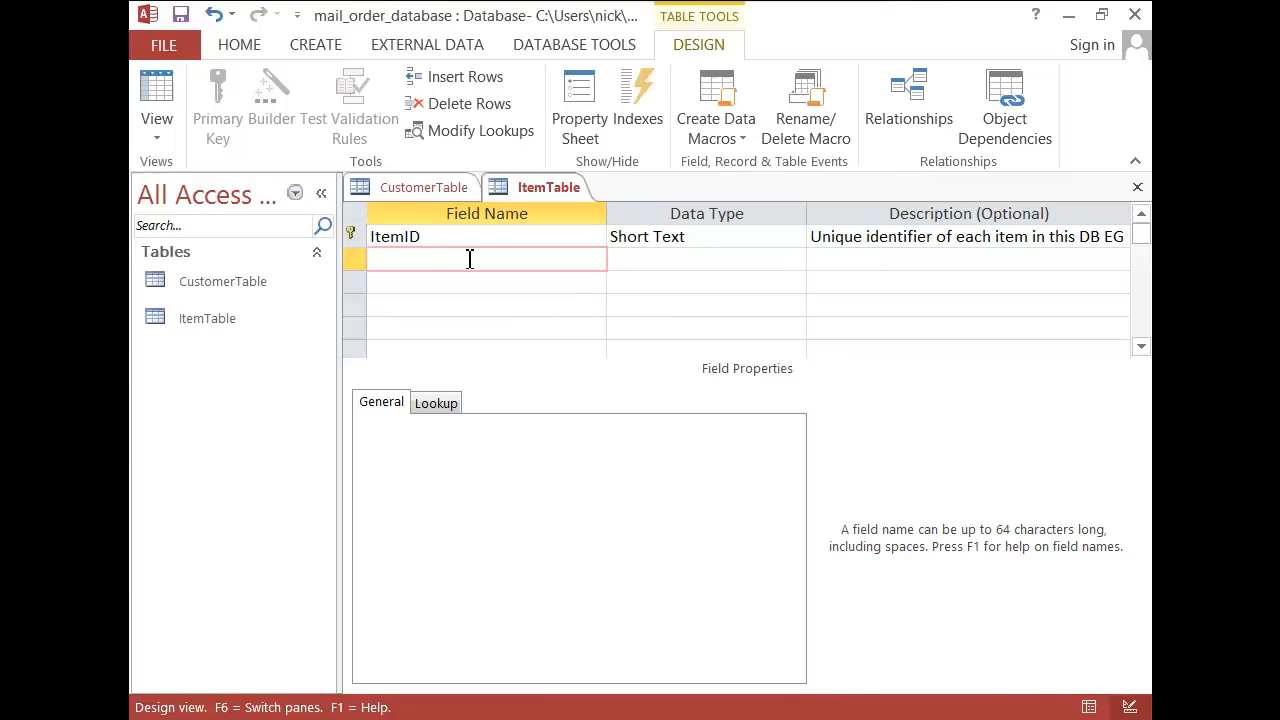 mail_order_database : Database- C:\Users\nick\...
TABLE TOOLS
?
FILE
HOME
CREATE
EXTERNAL DATA
DATABASE TOOLS
DESIGN
Sign in
View
Primary
Key
Builder
Test Validation
Rules
Insert Rows
Delete Rows
Modify Lookups
Property
Sheet
Indexes
Create Data
Macros
Rename/
Delete Macro
Relationships
Object
Dependencies
Views
Tools
Show/Hide
Field, Record & Table Events
Relationships
All Access ...
Search...
Tables
CustomerTable
ItemTable
CustomerTable
ItemTable
Field Name
Data Type
Description (Optional)
ItemID
Short Text
Unique identifier of each item in this DB EG
Field Properties
General
Lookup
A field name can be up to 64 characters long,
including spaces. Press F1 for help on field names.
Design view. F6 = Switch panes. F1 = Help.